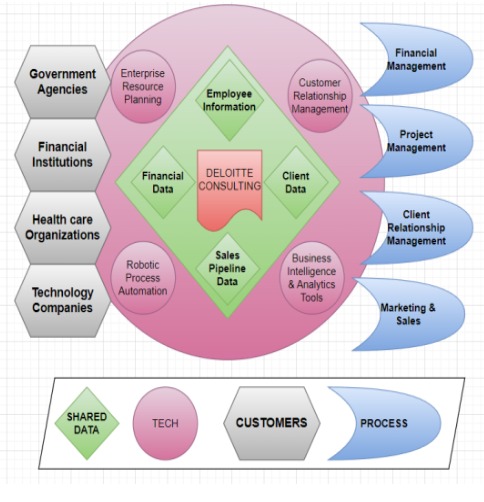 Government
Agencies
Financial
Institutions
Health care
Organizations
Technology
Companies
Enterprise
Resource
Planning
Employee
Information
Customer
Relationship
Management
Financial
Data
DELOITTE
CONSULTING
Client
Data
Robotic
Process
Automation
Sales
Pipeline
Data
Business
Intelligence
& Analytics
Tools
Financial
Management
Project
Management
Client
Relationship
Management
Marketing &
Sales
SHARED
DATA
TECH
CUSTOMERS
PROCESS